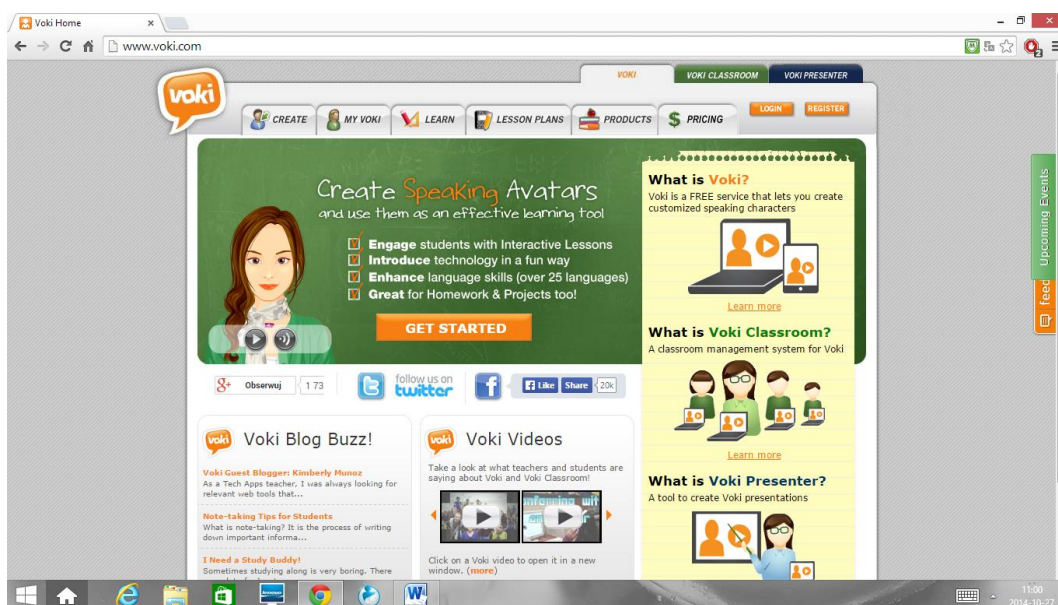 Voki Home
www.voki.com
voki
VOKI
VOKI CLASSROOM
VOKI PRESENTER
CREATE
MY VOKI
LEARN
LESSON PLANS
PRODUCTS
$ PRICING
LOGIN
REGISTER
Create Speaking Avatars
and use them as an effective learning tool
Engage students with Interactive Lessons
Introduce technology in a fun way
Enhance language skills (over 25 languages)
Great for Homework & Projects too!
GET STARTED
What is Voki?
Voki is a FREE service that lets you create
customized speaking characters
Learn more
What is Voki Classroom?
A classroom management system for Voki
Learn more
What is Voki Presenter?
A tool to create Voki presentations
Upcoming Events
feed
8+ Obserwuj
1 73
follow us on
twitter
Like
Share
20k
voki
Voki Blog Buzz!
Voki Guest Blogger: Kimberly Munoz
As a Tech Apps teacher, I was always looking for
relevant web tools that...
Note-taking Tips for Students
What is note-taking? It is the process of writing
down important informa...
I Need a Study Buddy!
Sometimes studying along is very boring. There
voki
Voki Videos
Take a look at what teachers and students are
saying about Voki and Voki Classroom!
Click on a Voki video to open it in a new
window. (more)
11:00
2014-10-27